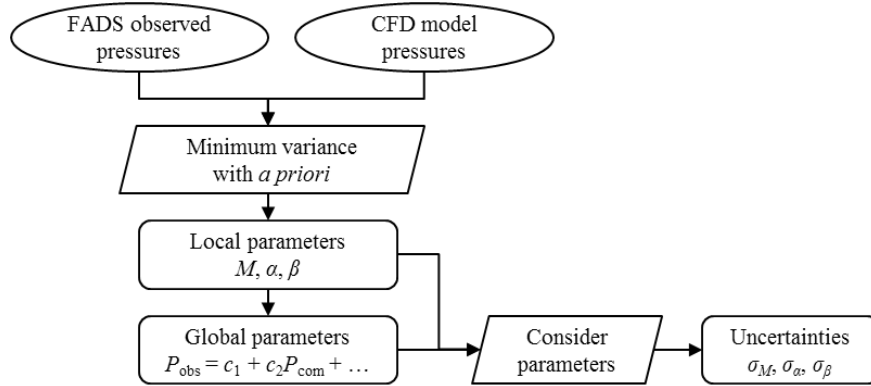 FADS observed
pressures
CFD model
pressures
Minimum variance
with a priori
Local parameters
M, α, β
Global parameters
P_obs = c_1 + c_2P_com + …
Consider
parameters
Uncertainties
σ_M, σ_α, σ_β